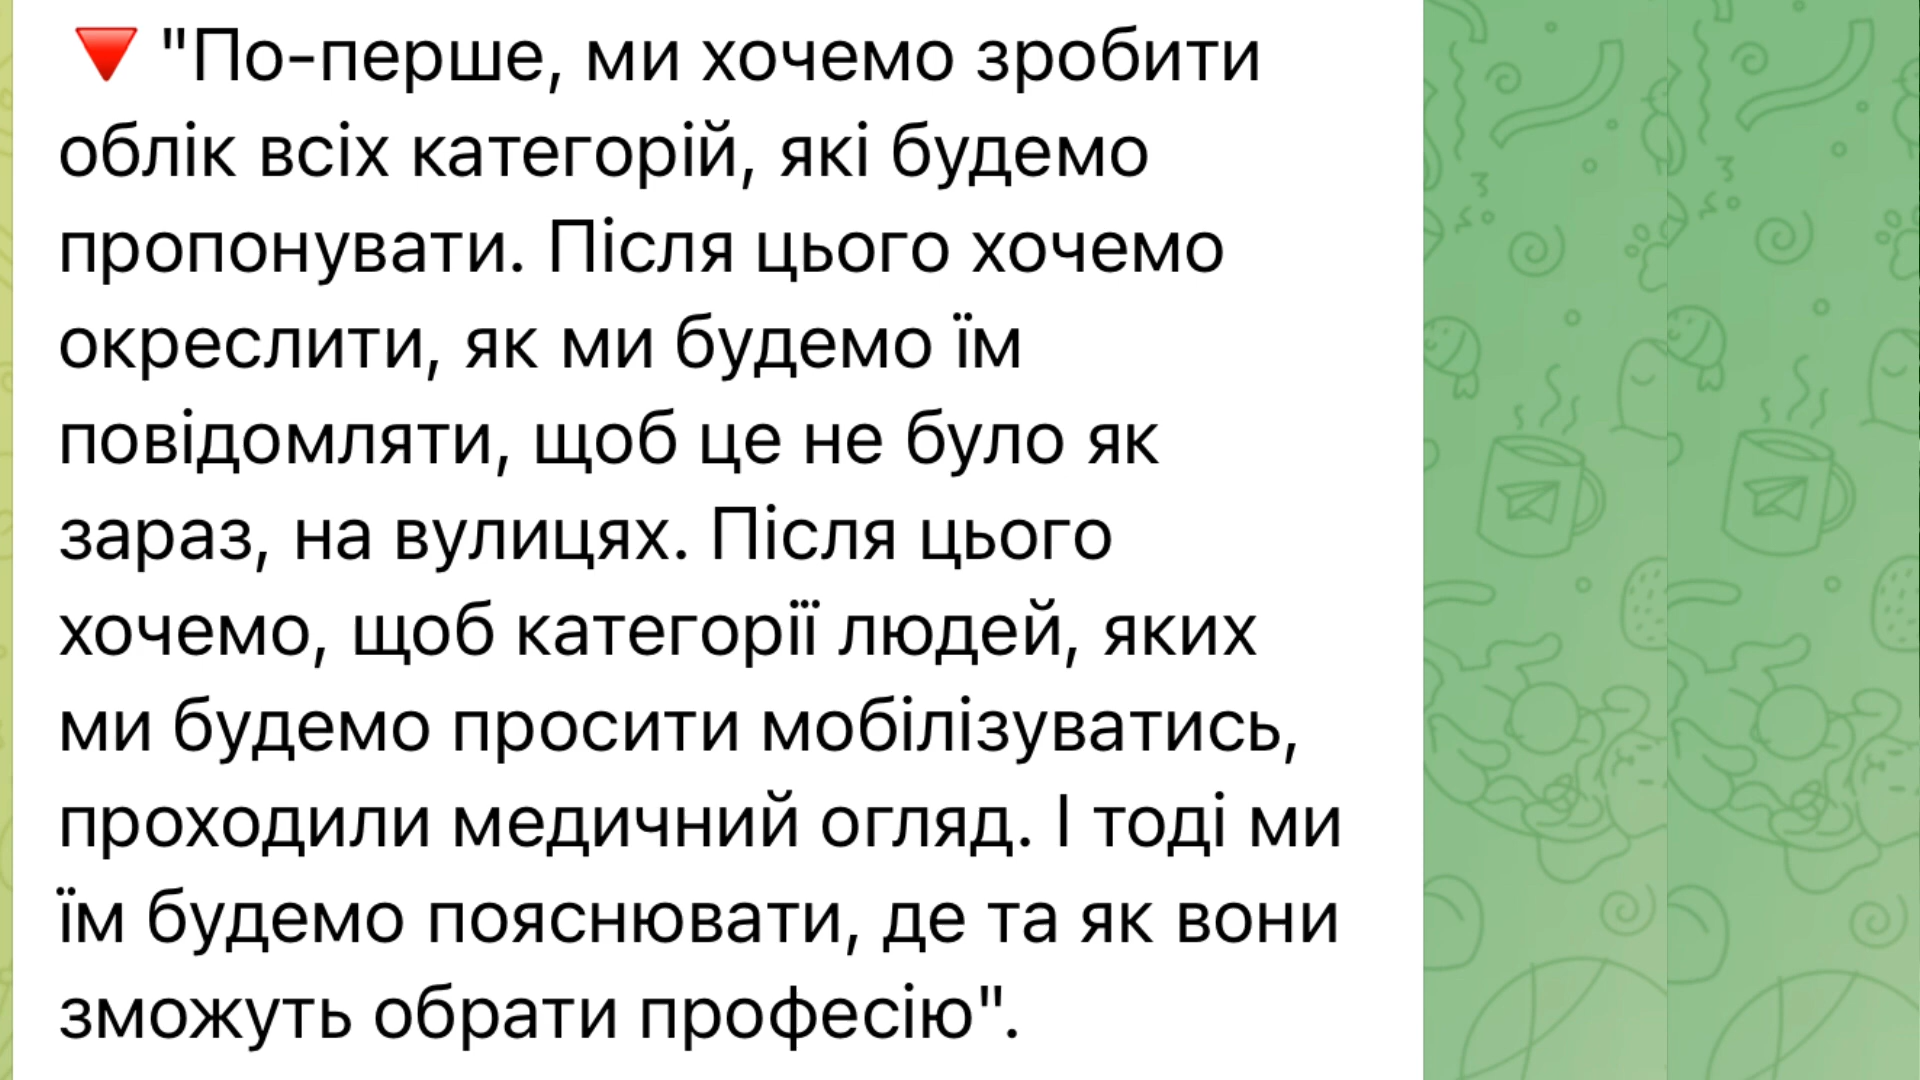 🔻 "По-перше, ми хочемо зробити
облік всіх категорій, які будемо
пропонувати. Після цього хочемо
окреслити, як ми будемо їм
повідомляти, щоб це не було як
зараз, на вулицях. Після цього
хочемо, щоб категорії людей, яких
ми будемо просити мобілізуватись,
проходили медичний огляд. І тоді ми
їм будемо пояснювати, де та як вони
зможуть обрати професію".